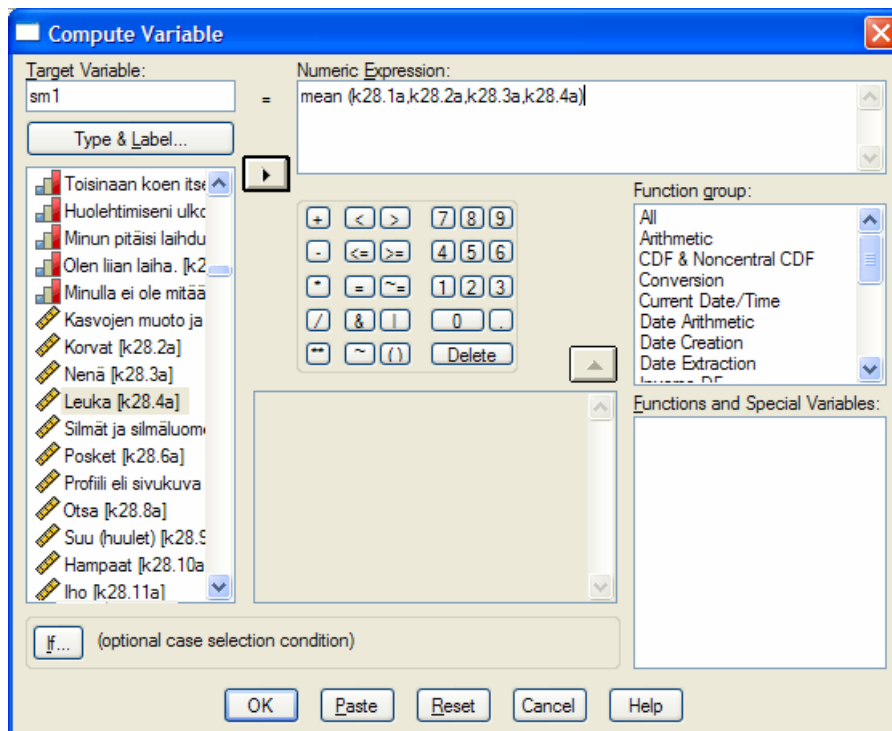 Compute Variable
Target Variable:
sm1
=
Numeric Expression:
mean (k28.1a,k28.2a,k28.3a,k28.4a)
Type & Label...
Toisinaan koen itse
Huolehtimiseni ulko
Minun pitäisi laihdu
Olen liian laiha. [k2
Minulla ei ole mitää
Kasvojen muoto ja
Korvat [k28.2a]
Nenä [k28.3a]
Leuka [k28.4a]
Silmät ja silmäluome
Posket [k28.6a]
Profiili eli sivukuva
Otsa [k28.8a]
Suu (huulet) [k28.9
Hampaat [k28.10a
Iho [k28.11a]
+ < > 7 8 9
- <= >= 4 5 6
* = ~= 1 2 3
/ & | 0 .
** ~ () Delete
Function group:
All
Arithmetic
CDF & Noncentral CDF
Conversion
Current Date/Time
Date Arithmetic
Date Creation
Date Extraction
Inverse DF
Functions and Special Variables:
If... (optional case selection condition)
OK Paste Reset Cancel Help